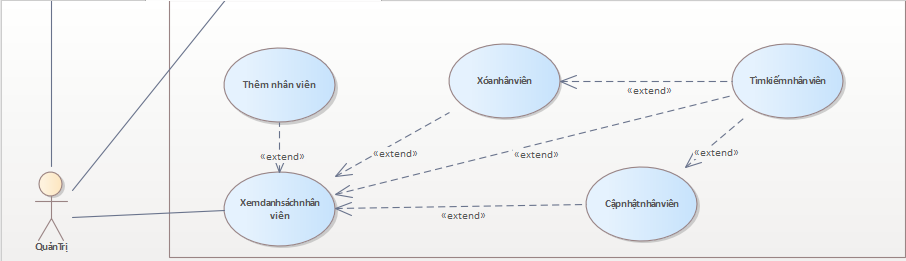 Thêm nhân viên
Xóanhânviên
Tìmkiếmnhânviên
«extend»
«extend»
«extend»
«extend»
«extend»
Xemdanhsáchnhân
viên
Cậpnhậtnhânviên
«extend»
QuảnTrị